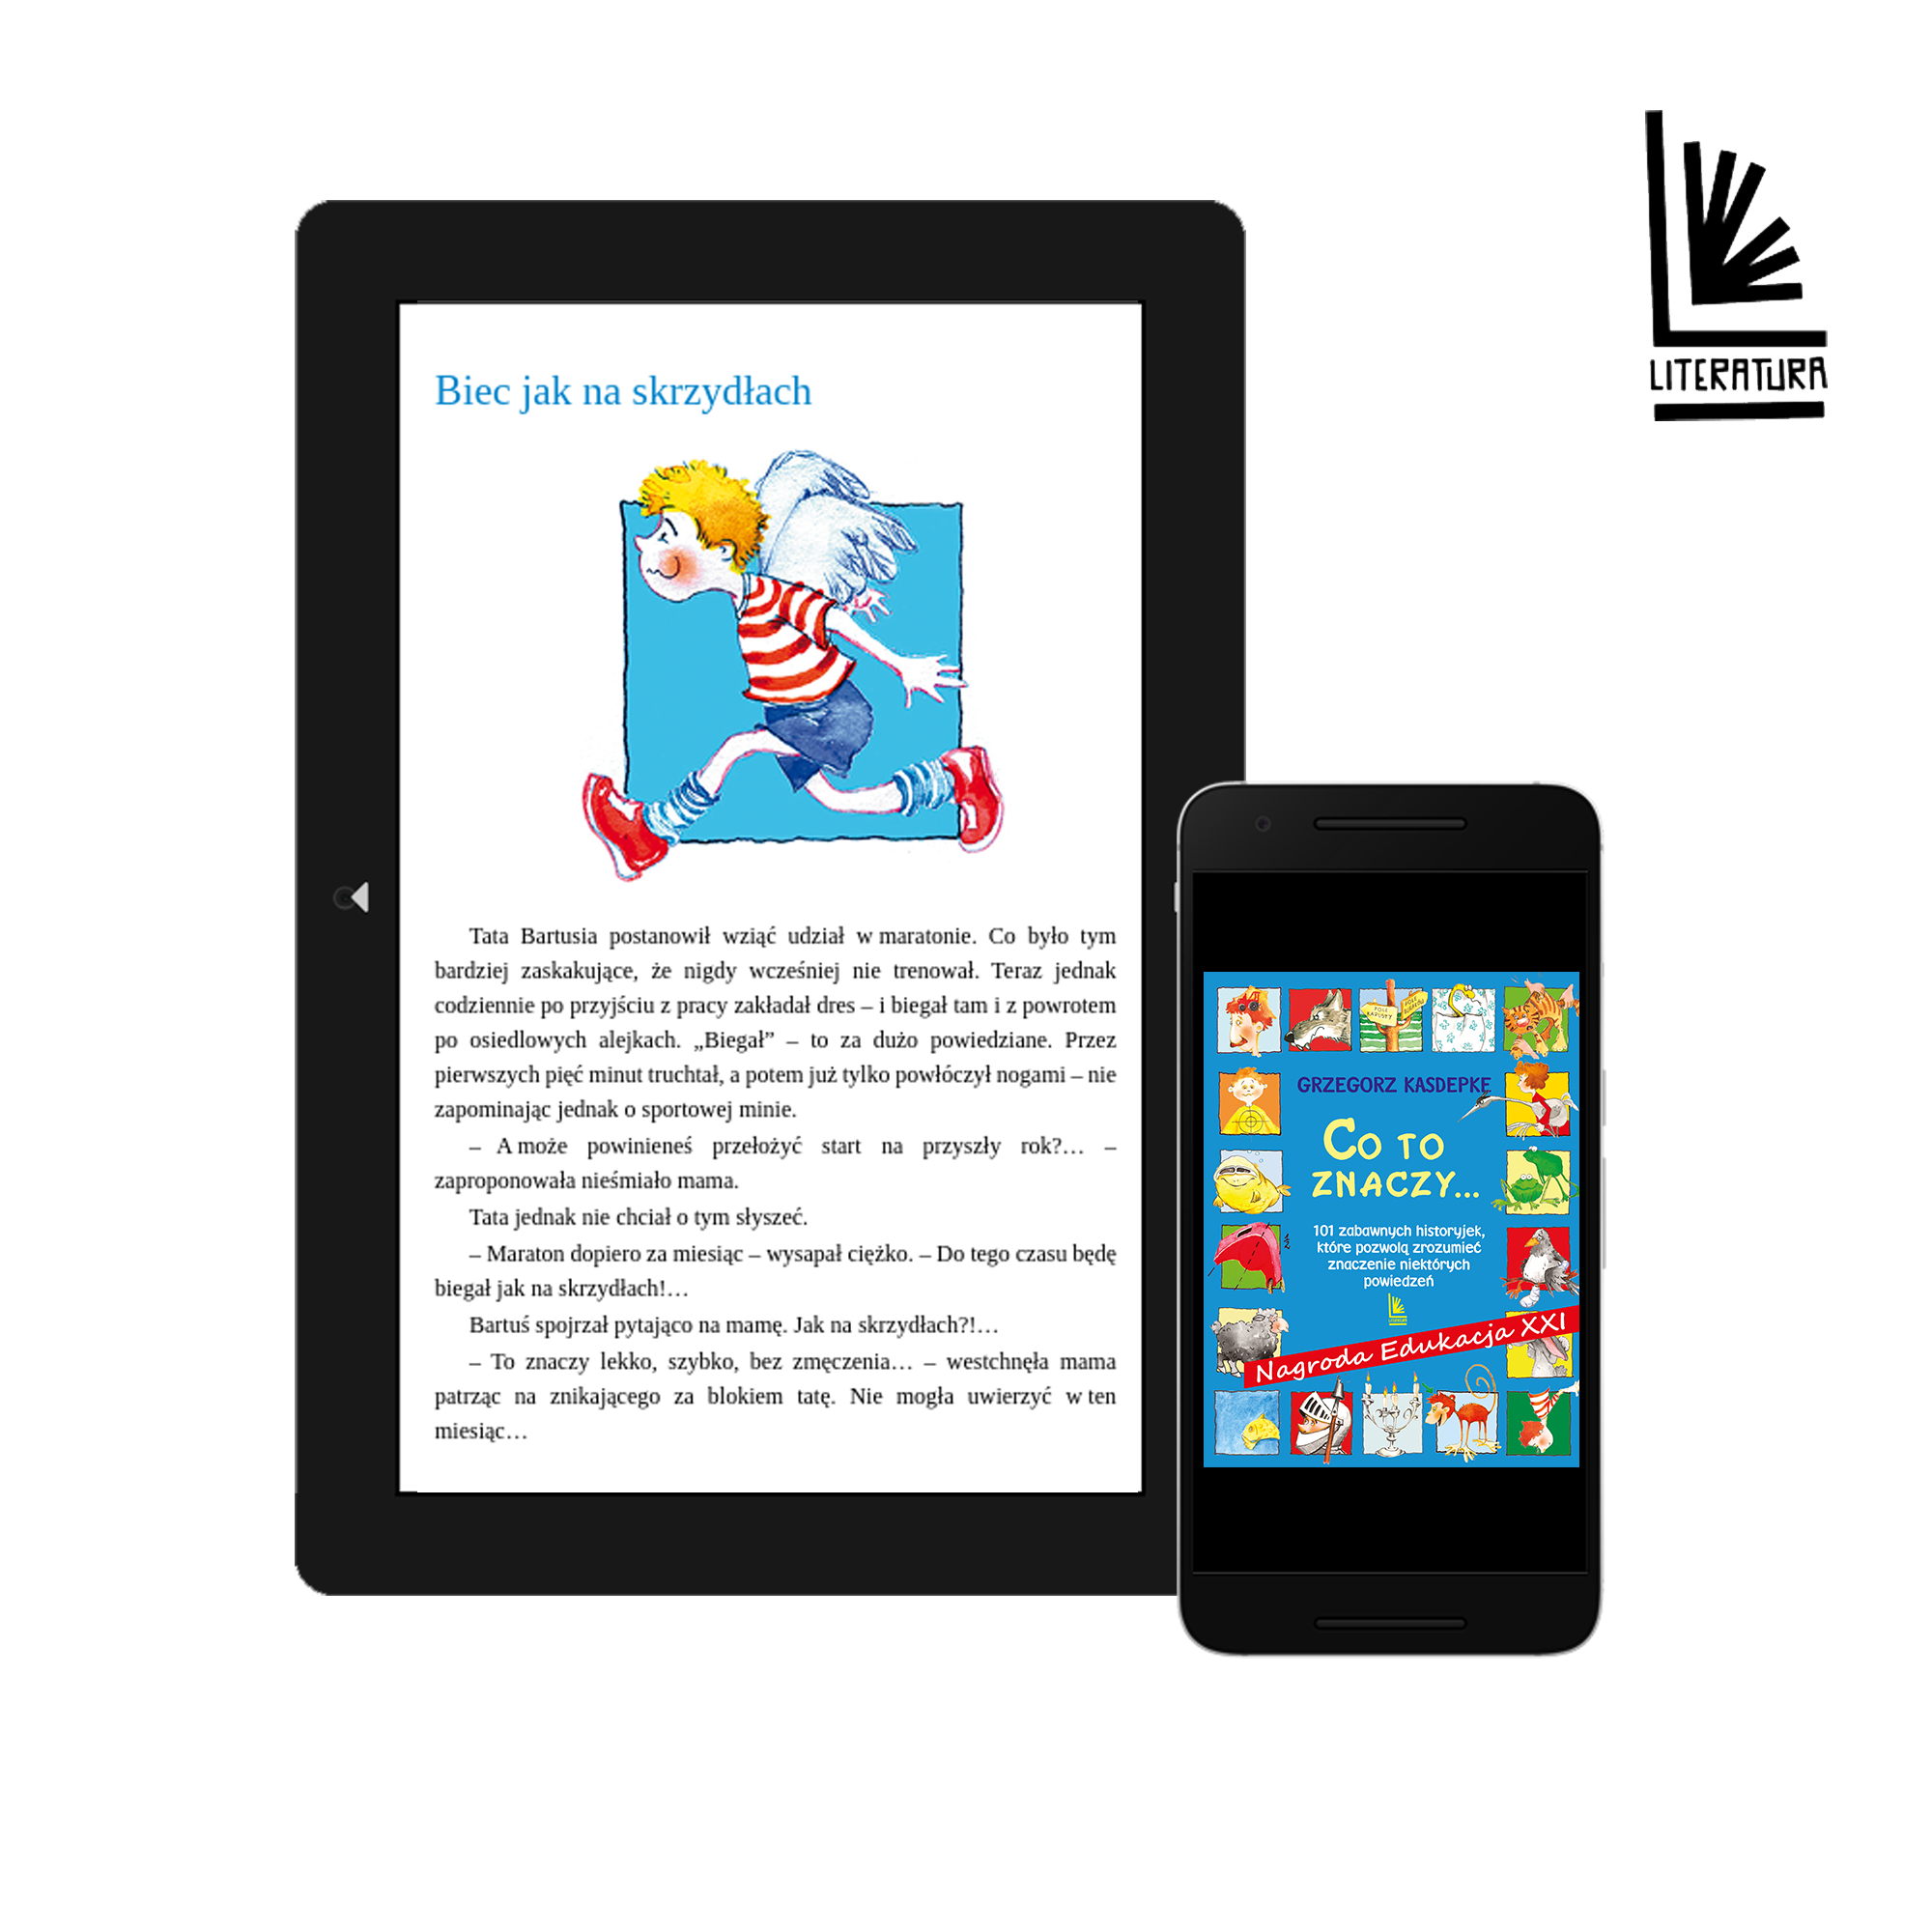 LITERATURA
Biec jak na skrzydłach
Tata Bartusia postanowił wziąć udział w maratonie. Co było tym
bardziej zaskakujące, że nigdy wcześniej nie trenował. Teraz jednak
codziennie po przyjściu z pracy zakładał dres – i biegał tam i z powrotem
po osiedlowych alejkach. „Biegał” – to za dużo powiedziane. Przez
pierwszych pięć minut truchtał, a potem już tylko powłóczył nogami – nie
zapominając jednak o sportowej minie.
– A może powinieneś przełożyć start na przyszły rok?… –
zaproponowała nieśmiało mama.
Tata jednak nie chciał o tym słyszeć.
– Maraton dopiero za miesiąc – wysapał ciężko. – Do tego czasu będę
biegał jak na skrzydłach!…
Bartuś spojrzał pytająco na mamę. Jak na skrzydłach?!…
– To znaczy lekko, szybko, bez zmęczenia… – westchnęła mama
patrząc na znikającego za blokiem tatę. Nie mogła uwierzyć w ten
miesiąc…
POLE
KAPUSTY
POLE
GRZEGORZ KASDEPKE
CO TO
ZNACZY...
101 zabawnych historyjek,
które pozwolą zrozumieć
znaczenie niektórych
powiedzeń
Nagroda Edukacja XXI